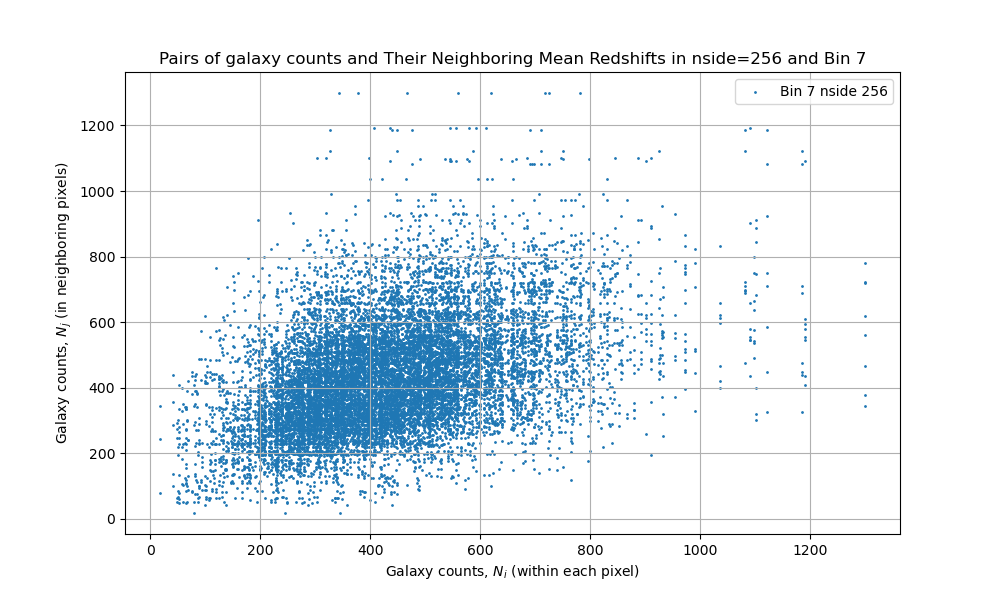 Pairs of galaxy counts and Their Neighboring Mean Redshifts in nside=256 and Bin 7
Bin 7 nside 256
Galaxy counts, Nj (in neighboring pixels)
1200
1000
800
600
400
200
0
0 200 400 600 800 1000 1200
Galaxy counts, Ni (within each pixel)